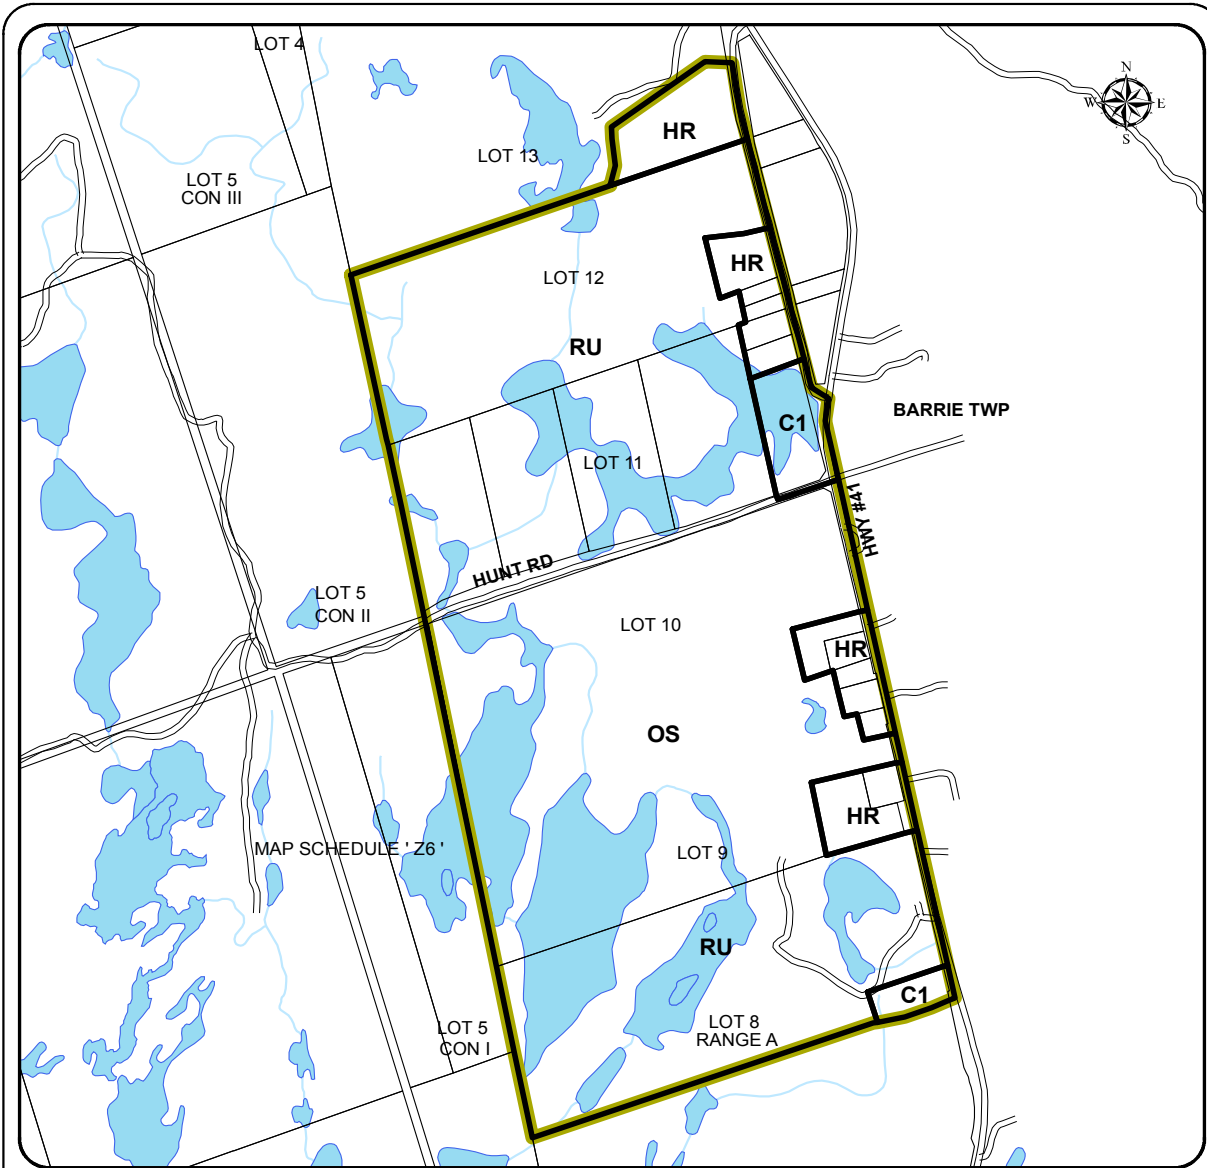 LOT 4
N
W E
S
HR
LOT 13
LOT 5
CON III
HR
LOT 12
RU
BARRIE TWP
C1
LOT 11
HWY #41
HUNT RD
LOT 5
CON II
LOT 10
HR
OS
HR
MAP SCHEDULE ' Z6 '
LOT 9
RU
C1
LOT 8
RANGE A
LOT 5
CON I